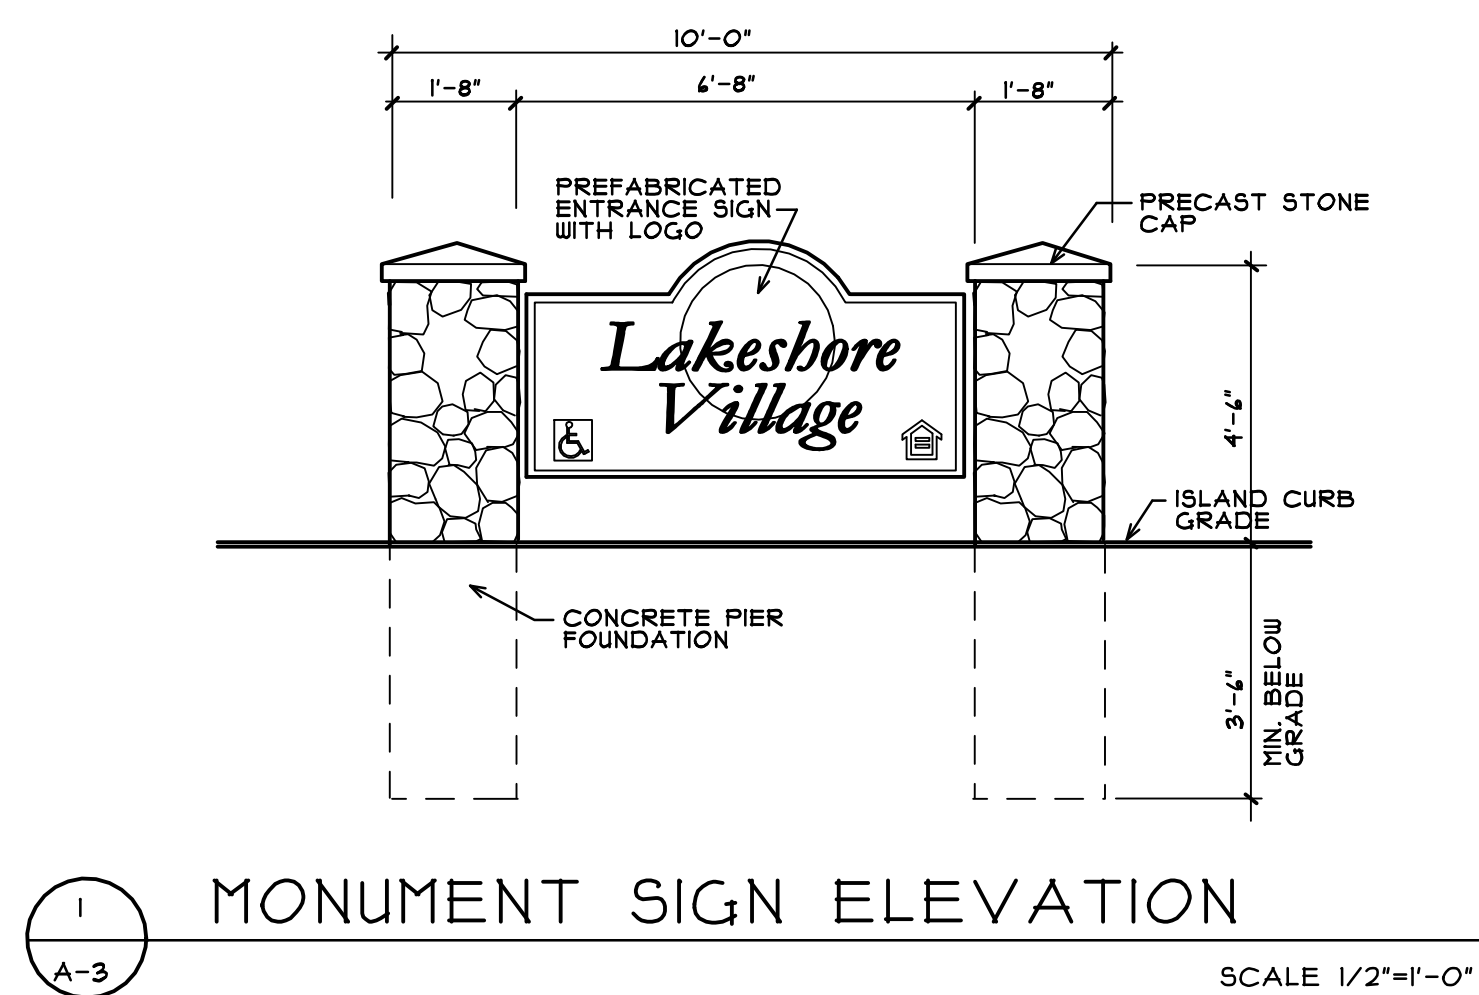 10'-0"
1'-8"
6'-8"
1'-8"
PREFABRICATED
ENTRANCE SIGN
WITH LOGO
PRECAST STONE
CAP
Lakeshore
Village
4'-6"
ISLAND CURB
GRADE
CONCRETE PIER
FOUNDATION
3'-6"
MIN. BELOW
GRADE
1
MONUMENT SIGN ELEVATION
A-3
SCALE 1/2"=1'-0"